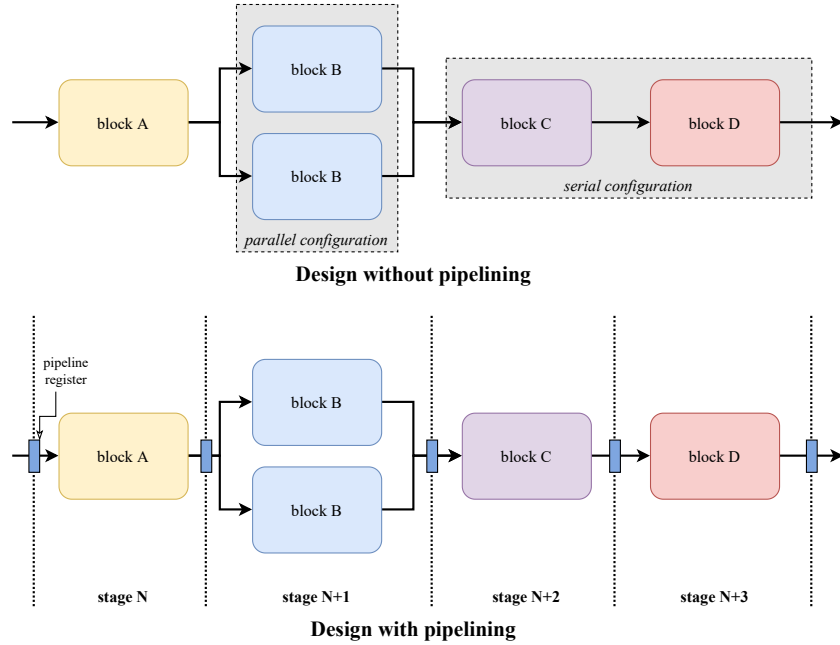 block B
block A
block C
block D
block B
serial configuration
parallel configuration
Design without pipelining
pipeline
register
block B
block A
block C
block D
block B
stage N
stage N+1
stage N+2
stage N+3
Design with pipelining